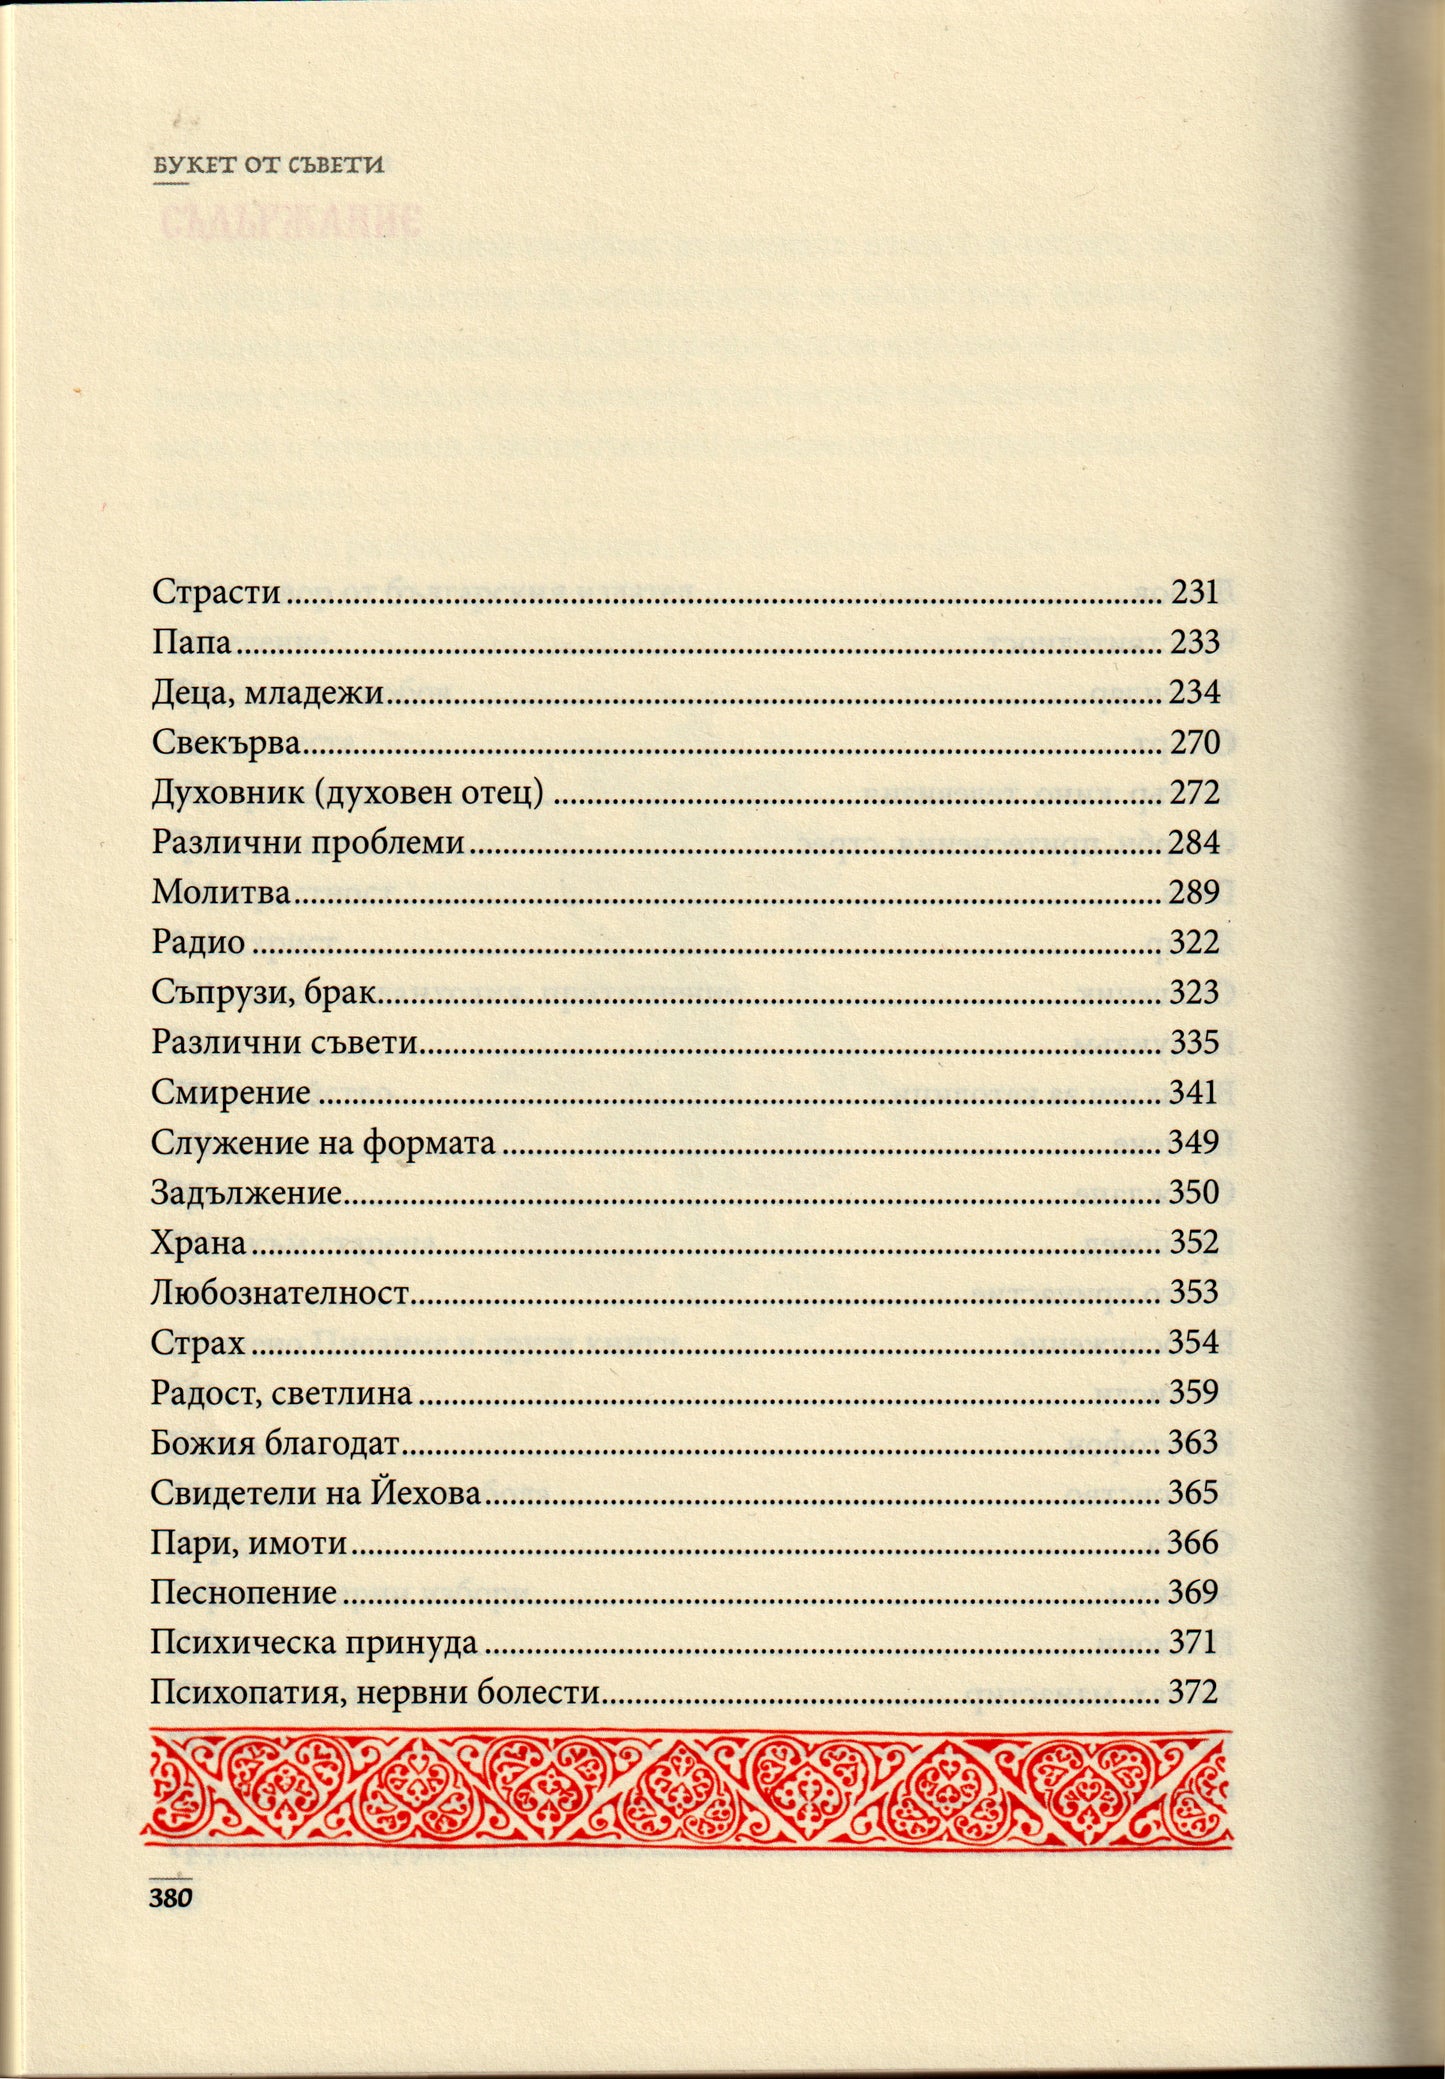 БУКЕТ ОТ СЪВЕТИ
СЪДЪРЖАНИЕ
Страсти ........ 231
Папа ........ 233
Деца, младежи ........ 234
Свекърва ........ 270
Духовник (духовен отец) ........ 272
Различни проблеми ........ 284
Молитва ........ 289
Радио ........ 322
Съпрузи, брак ........ 323
Различни съвети ........ 335
Смирение ........ 341
Служение на формата ........ 349
Задължение ........ 350
Храна ........ 352
Любознателност ........ 353
Страх ........ 354
Радост, светлина ........ 359
Божия благодат ........ 363
Свидетели на Йехова ........ 365
Пари, имоти ........ 366
Песнопение ........ 369
Психическа принуда ........ 371
Психопатия, нервни болести ........ 372
380